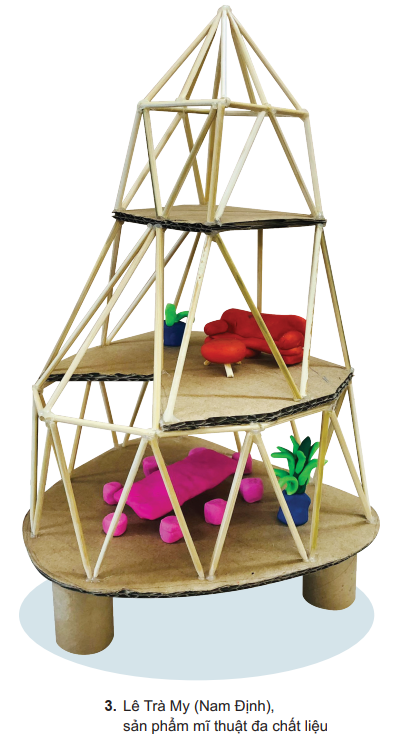 3. Lê Trà My (Nam Định),
sản phẩm mĩ thuật đa chất liệu